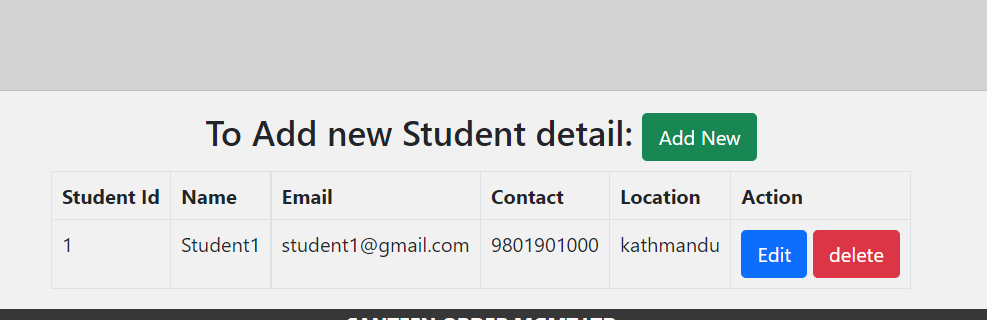 To Add new Student detail: Add New
Student Id Name Email Contact Location Action
1 Student1 student1@gmail.com 9801901000 kathmandu Edit delete